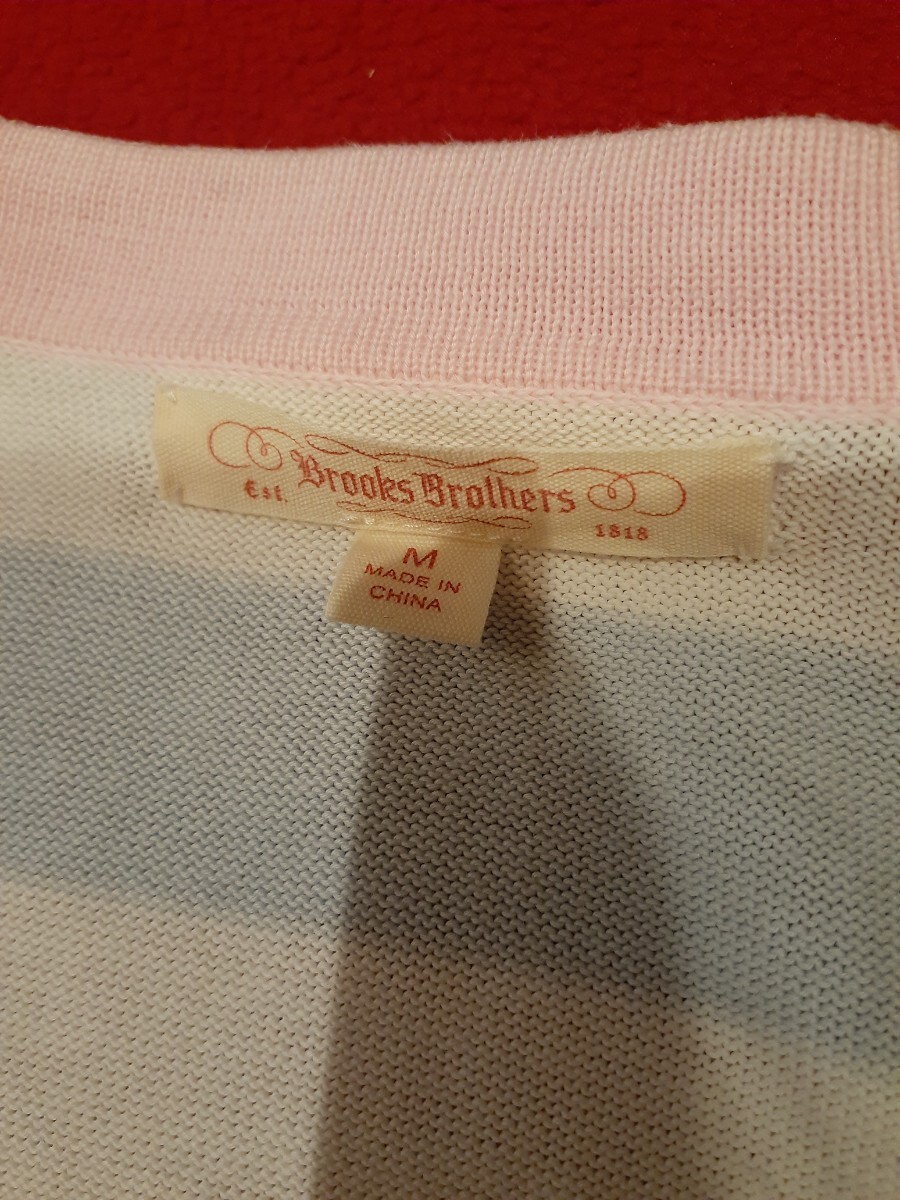 Brooks Brothers
Est. 1818
M
MADE IN
CHINA